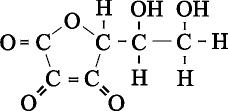 H OH OH
O
O = C C – C – C – H
C = C H H
O O